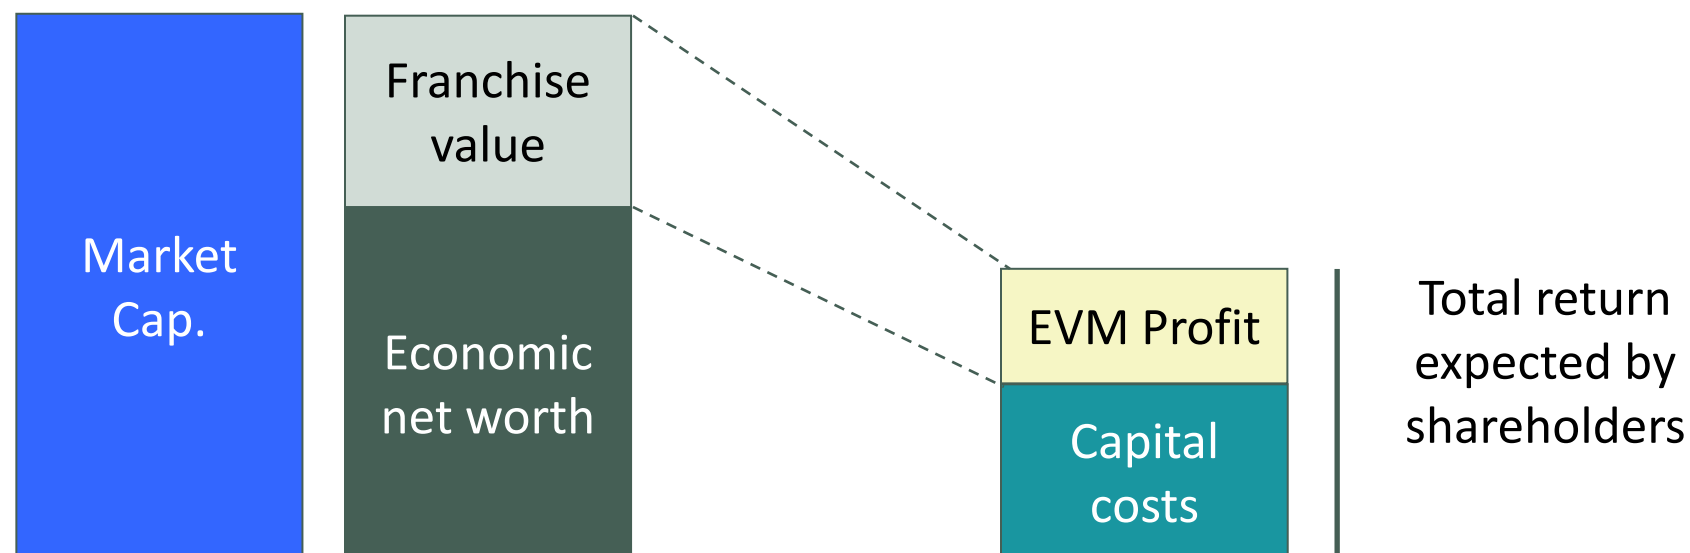 Market
Cap.
Franchise
value
Economic
net worth
EVM Profit
Capital
costs
Total return
expected by
shareholders